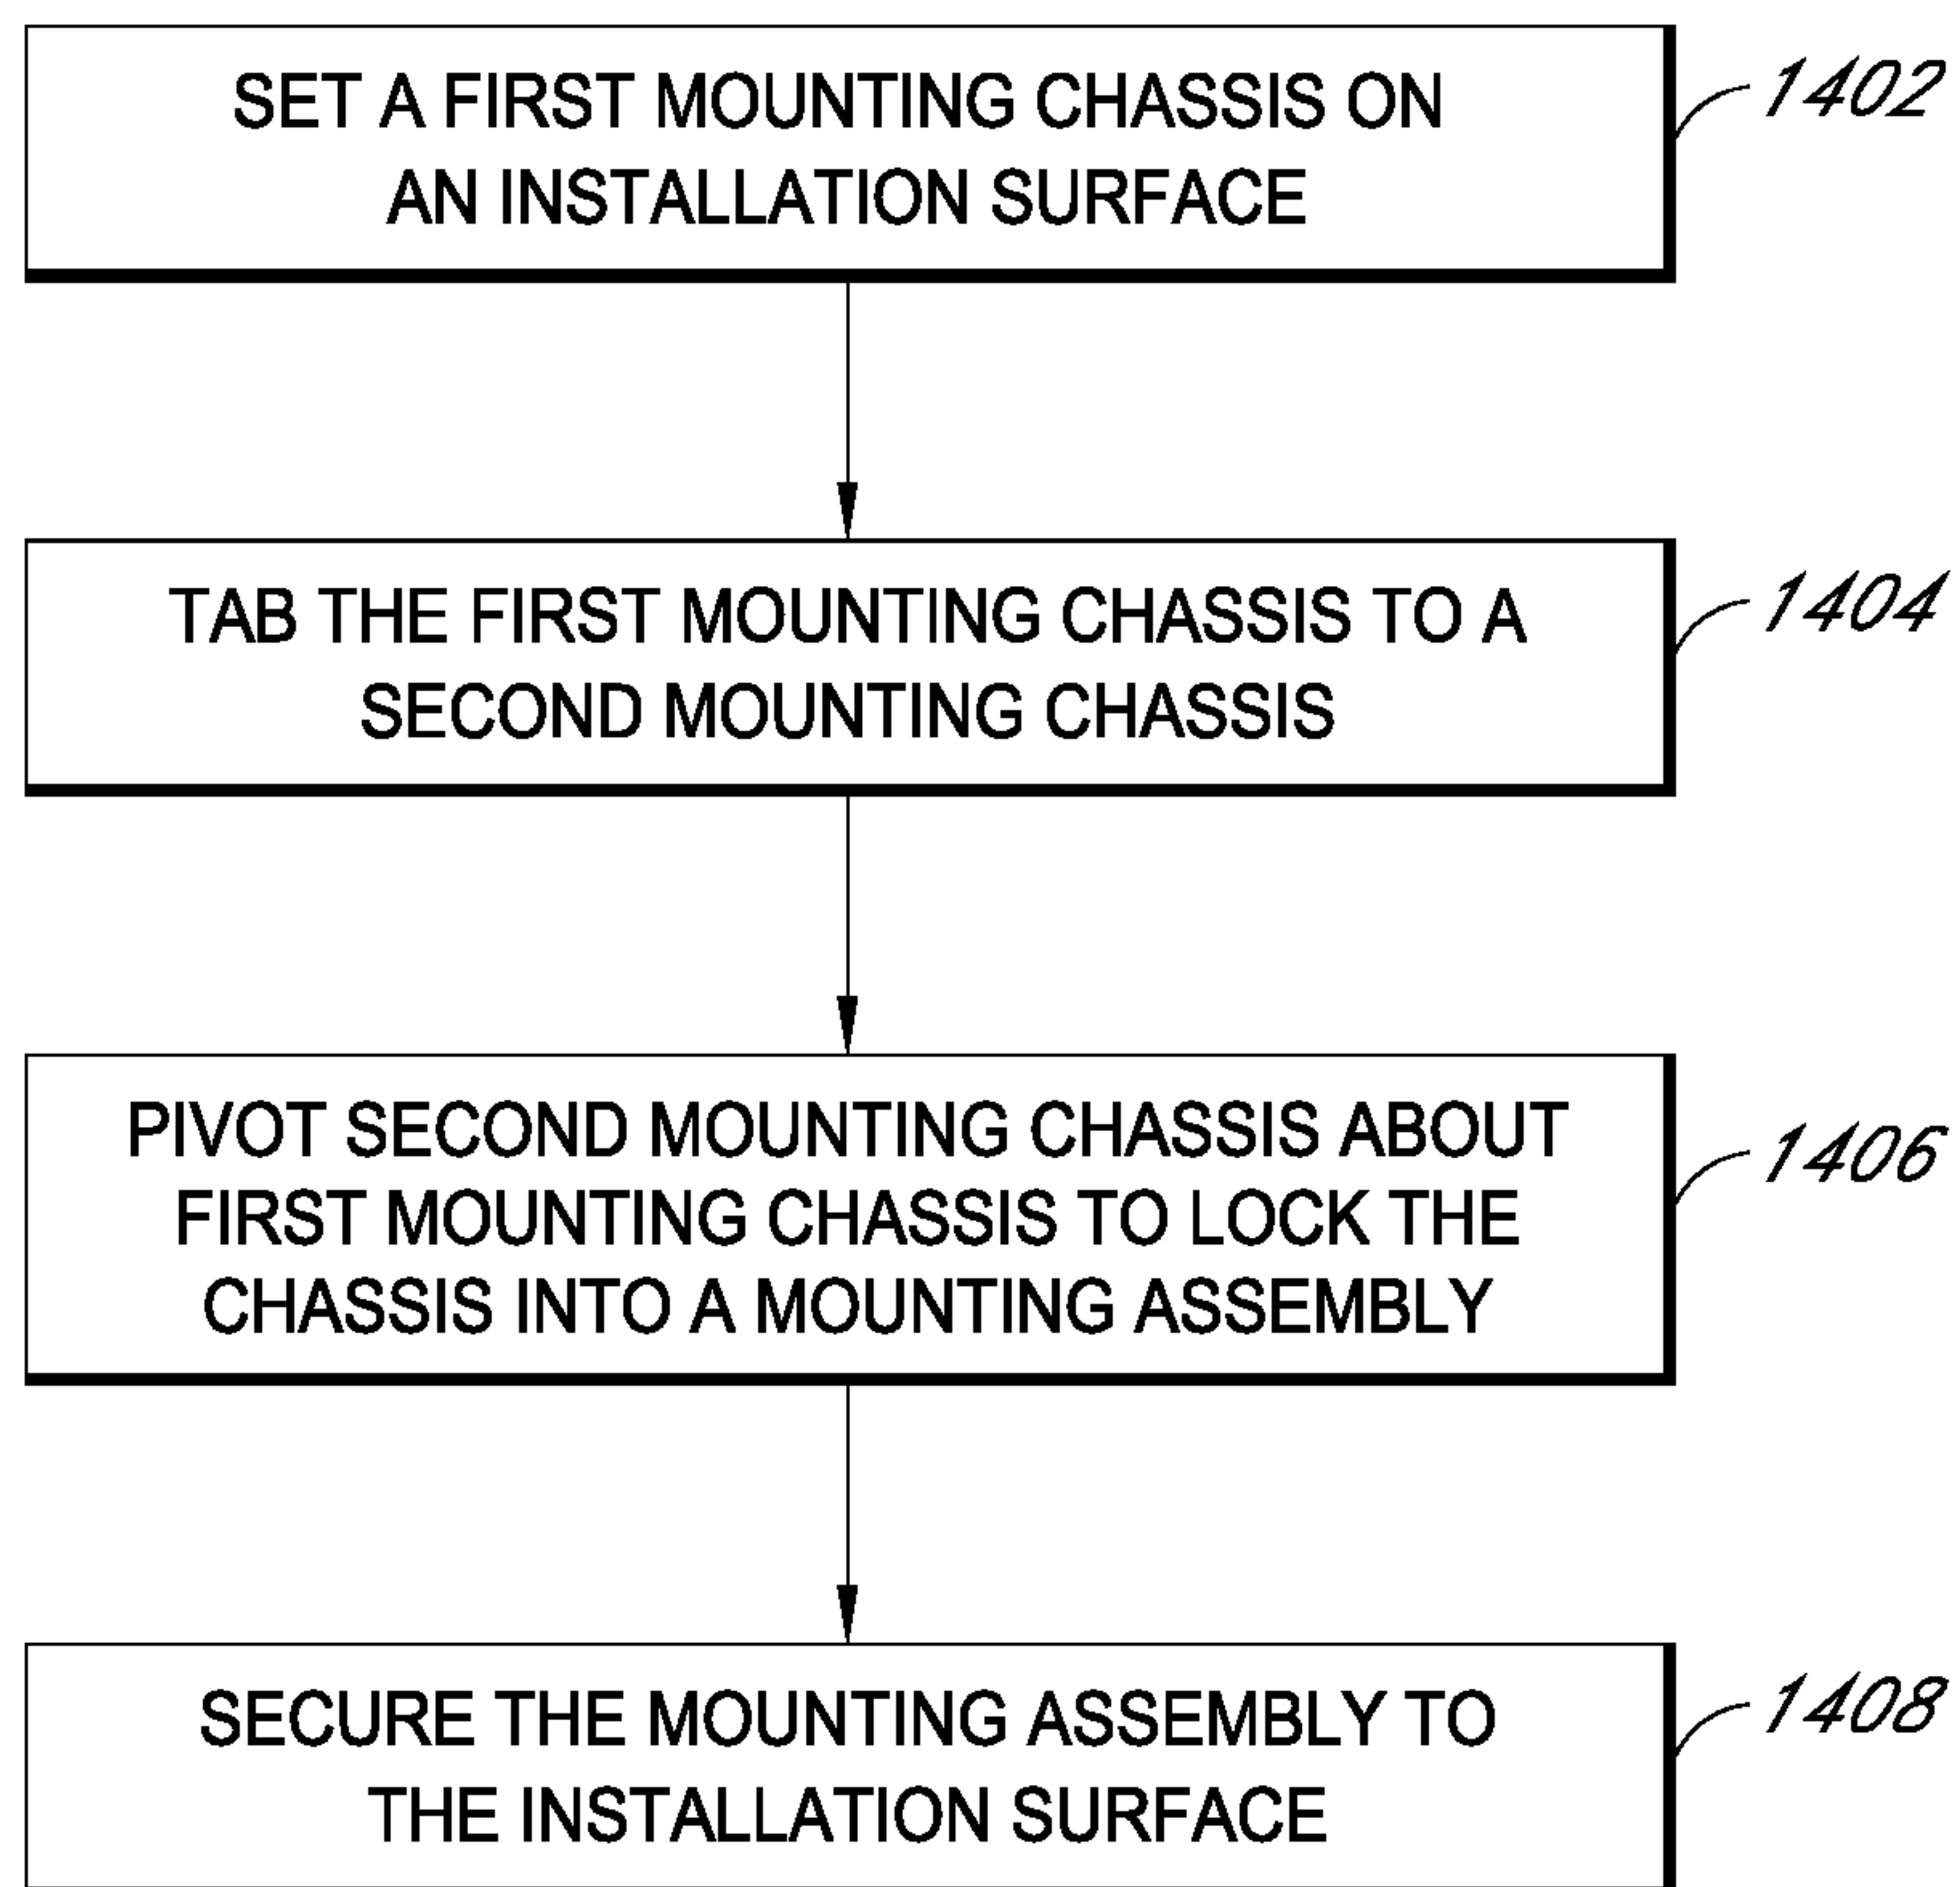 SET A FIRST MOUNTING CHASSIS ON
AN INSTALLATION SURFACE
1402
TAB THE FIRST MOUNTING CHASSIS TO A
SECOND MOUNTING CHASSIS
1404
PIVOT SECOND MOUNTING CHASSIS ABOUT
FIRST MOUNTING CHASSIS TO LOCK THE
CHASSIS INTO A MOUNTING ASSEMBLY
1406
SECURE THE MOUNTING ASSEMBLY TO
THE INSTALLATION SURFACE
1408